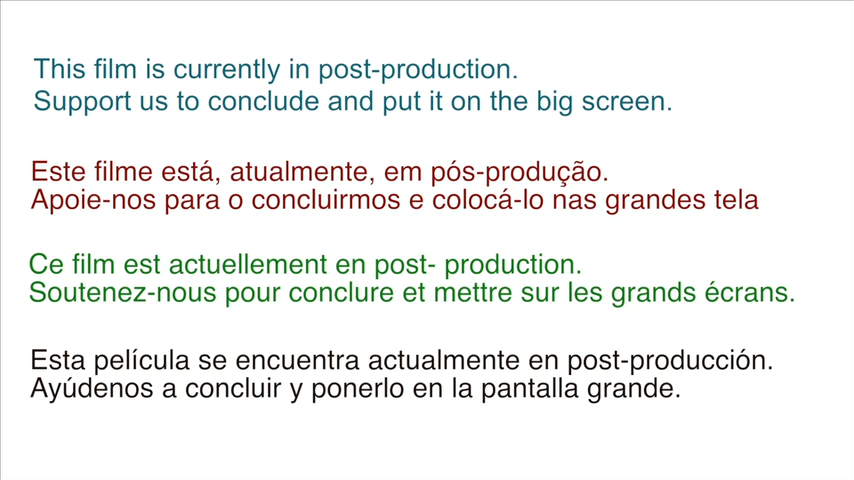 This film is currently in post-production.
Support us to conclude and put it on the big screen.
Este filme está, atualmente, em pós-produção.
Apoie-nos para o concluirmos e colocá-lo nas grandes tela
Ce film est actuellement en post- production.
Soutenez-nous pour conclure et mettre sur les grands écrans.
Esta película se encuentra actualmente en post-producción.
Ayúdenos a concluir y ponerlo en la pantalla grande.